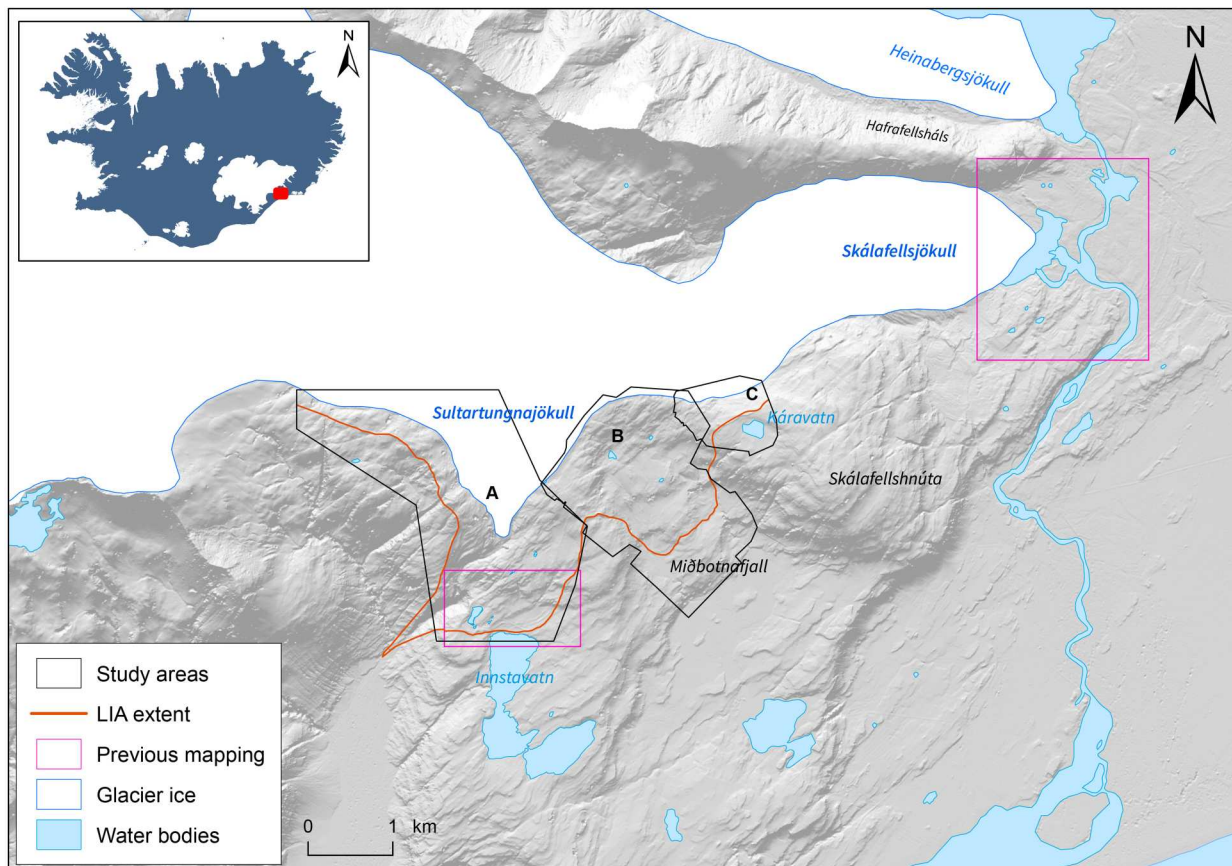 N
N
Heinabergsjökull
Hafrafellsháls
Skálafellsjökull
Sultartungnajökull
C
Káravatn
B
A
Skálafellshnúta
Miðbotnafjall
Innstavatn
Study areas
LIA extent
Previous mapping
Glacier ice
Water bodies
0 1 km